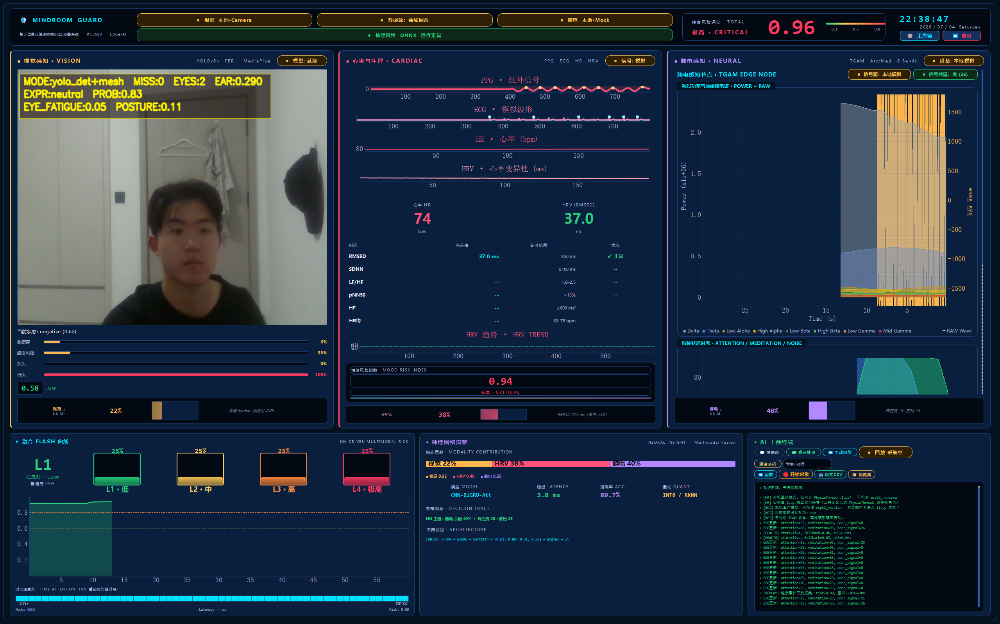 MINDROOM GUARD
基于边缘计算的抑郁风险预警系统 · RK3588 · Edge-AI
● 视觉 本地•Camera
● 数据源: 离线回放
● 脑电 本地•Mock
● 神经网络 ONNX 运行正常
综合风险评分 · TOTAL
极高 • CRITICAL
0.96
0.3 0.6 0.8
22:38:47
2026 / 07 / 04 Saturday
工具箱
退出
● 视觉感知 • VISION
YOLOv8n · FER+ · MediaPipe
● 模型: 就绪
MODE:yolo_det+mesh MISS:0 EYES:2 EAR:0.290
EXPR:neutral PROB:0.83
EYE_FATIGUE:0.05 POSTURE:0.11
当前状态: negative (0.62)
眼疲劳 6%
姿态风险 33%
探头 0%
低头 100%
0.58 LOW
视觉
NN M
22%
表情 neutral · 眼疲劳 0.05
● 心率与生理 • CARDIAC
PPG · ECG · HR · HRV
● 信号: 模拟
PPG • 红外信号
0
100 200 300 400 500 600 700
ECG • 模拟波形
100 200 300 400 500 600 700
HR • 心率 (bpm)
80
50 100 150
HRV • 心率变异性 (ms)
50 100 150
心率 HR
74
bpm
HRV (RMSSD)
37.0
ms
指标 当前值 参考范围 状态
RMSSD 37.0 ms ≥50 ms ✓ 正常
SDNN -- ≥100 ms --
LF/HF -- 1.0–2.5 --
pNN50 -- >15% --
HF -- ≥600 ms² --
HR均 -- 60–75 bpm --
HRV 趋势 • HRV TREND
60
40
100 200 300 400 500
情绪风险指数 · MOOD RISK INDEX
0.94
极高 · CRITICAL
38%
RMSSD 41.4 ms (参考 ≥50)
● 脑电感知 • NEURAL
TGAM · Att/Med · 8 Bands
● 设备: 本地模拟
脑电感知节点 • TGAM EDGE NODE
● 信号源: 本地模拟
● 信号质量: 良 (26)
频段功率与原始脑电波 • POWER + RAW
Power (x1e+06)
2.0
1.5
1.0
0.5
0
1500
1000
500
0
−500
−1000
−1500
RAW Wave
−25 −20 −15 −10 −5
Time (s)
Delta Theta Low Alpha High Alpha Low Beta High Beta Low Gamma Mid Gamma RAW Wave
精神状态时序 • ATTENTION / MEDITATION / NOISE
80
脑电
NN M
40%
专注度 25 · 放松 25
● 融合 FLASH 曲线
NN-DRIVEN MULTIMODAL RISK
L1
低风险 · LOW
置信度 25%
25% 25% 25% 25%
L1 • 低 L2 • 中 L3 • 高 L4 • 极高
0.8
0.6
0.4
0.2
5 10 15 20 25 30 35 40 45 50 55
时间注意力 · TIME ATTENTION (NN 看到的关键时段)
60s 现在
Mode: ONNX Latency: -- ms Risk: 0.00
● 神经网络洞察
NEURAL INSIGHT · Multimodal Fusion
模态贡献 · MODALITY CONTRIBUTION
视觉 22% HRV 38% 脑电 40%
视觉 0.35 HRV 0.40 脑电 0.25
模型 MODEL 延迟 LATENCY 准确率 ACC 量化 QUANT
CNN-BiGRU-Att 3.8 ms 89.7% INT8 / RKNN
决策溯源 · DECISION TRACE
NN 主因: 脑电 贡献 40% • 专注度 25 · 放松 25
决策路径 · ARCHITECTURE
[60×25] → CNN → BiGRU → SoftAttn → [0.02, 0.09, 0.31, 0.58] → argmax → L4
● AI 干预终端
悄悄说 我已处理 手动回放 ● 回放 采集中
深度分析 学生+老师
回放 开始采集 明文CSV 训练集
> 系统就绪，等待数据流…
> [HR] 本机直连模式：心率走 PhysioThread（1.py），不轮询 esp32_receiver
> [HR] 心率由 1.py 独立窗口采集（已关闭嵌入式 PhysioThread，避免抢串口）
> [BCI] 本机直连模式：不轮询 esp32_receiver；双击脑电卡进入 11.py 读板子
> [BCI] 当前数据源切换为: sim
> [BCI] 未识别 TGAM 设备，本地模拟模式启动。
> EEG更新: attention=52, meditation=56, poor_signal=0
> EEG更新: attention=68, meditation=95, poor_signal=26
> [HEALTH] state=live, fallback=0.0%, p95=0.0ms
> [HEALTH] state=live, fallback=0.0%, p95=0.0ms
> EEG更新: attention=95, meditation=95, poor_signal=25
> EEG更新: attention=95, meditation=95, poor_signal=0
> EEG更新: attention=95, meditation=91, poor_signal=0
> EEG更新: attention=95, meditation=85, poor_signal=0
> EEG更新: attention=95, meditation=61, poor_signal=0
> EEG更新: attention=95, meditation=25, poor_signal=0
> EEG更新: attention=94, meditation=25, poor_signal=0
> EEG更新: attention=89, meditation=25, poor_signal=0
> EEG更新: attention=70, meditation=25, poor_signal=0
> EEG更新: attention=25, meditation=25, poor_signal=0
> [REPLAY] 触发事件回放采集: risk=0.90, 窗口=-30s~+30s
> EEG更新: attention=25, meditation=25, poor_signal=51
> EEG更新: attention=25, meditation=25, poor_signal=26